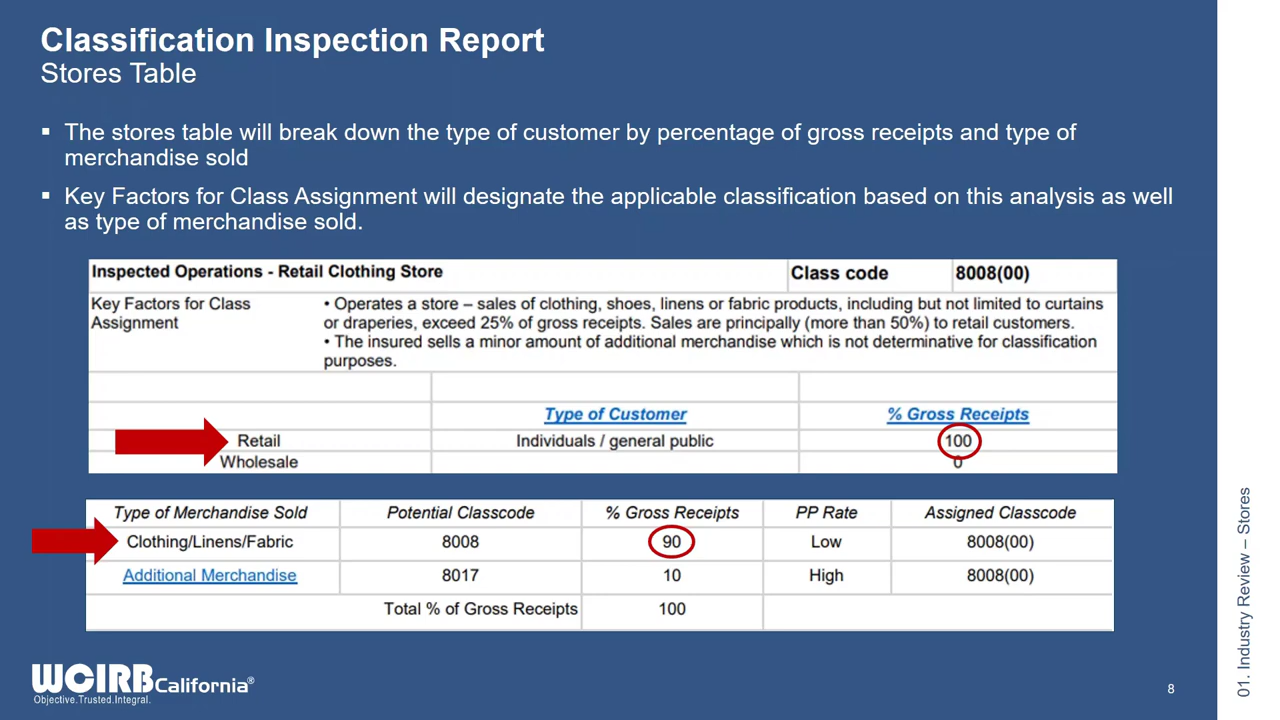 Classification Inspection Report
Stores Table
▪ The stores table will break down the type of customer by percentage of gross receipts and type of
merchandise sold
▪ Key Factors for Class Assignment will designate the applicable classification based on this analysis as well
as type of merchandise sold.
Inspected Operations - Retail Clothing Store Class code 8008(00)
Key Factors for Class
Assignment
• Operates a store – sales of clothing, shoes, linens or fabric products, including but not limited to curtains
or draperies, exceed 25% of gross receipts. Sales are principally (more than 50%) to retail customers.
• The insured sells a minor amount of additional merchandise which is not determinative for classification
purposes.
Type of Customer % Gross Receipts
Retail Individuals / general public 100
Wholesale 0
Type of Merchandise Sold Potential Classcode % Gross Receipts PP Rate Assigned Classcode
Clothing/Linens/Fabric 8008 90 Low 8008(00)
Additional Merchandise 8017 10 High 8008(00)
Total % of Gross Receipts 100
WCIRB California®
Objective.Trusted.Integral.
8
01. Industry Review – Stores